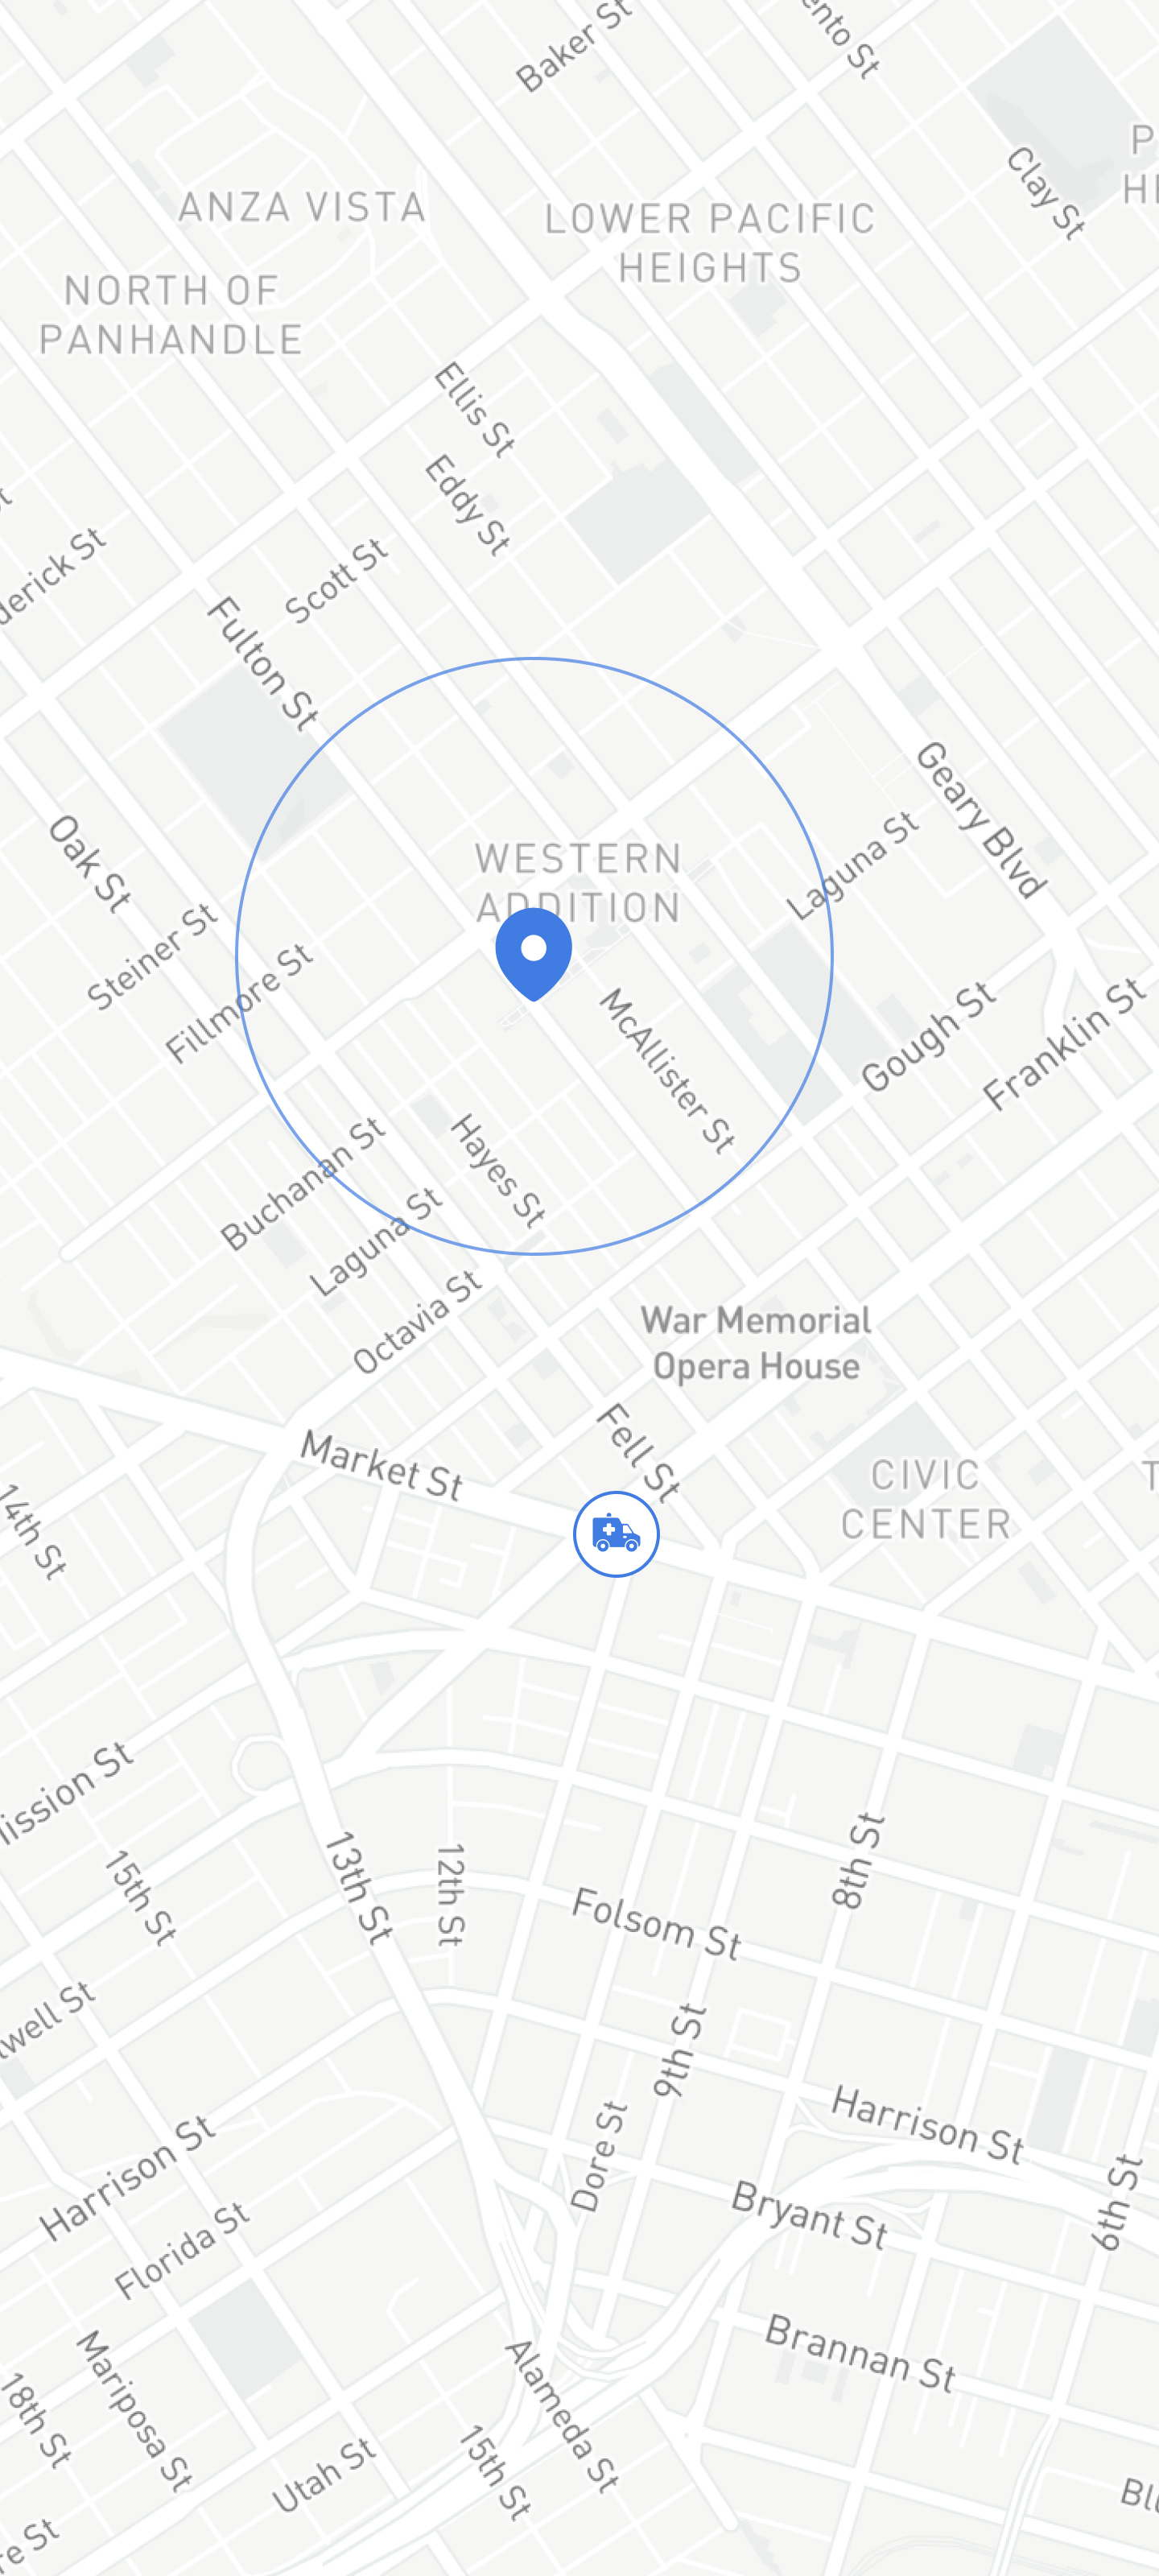 Baker St
Clay St
ANZA VISTA
LOWER PACIFIC
HEIGHTS
NORTH OF
PANHANDLE
Ellis St
Eddy St
Scott St
Fulton St
Geary Blvd
Oak St
Laguna St
WESTERN
ADDITION
Steiner St
Fillmore St
McAllister St
Gough St
Franklin St
Buchanan St
Hayes St
Laguna St
Octavia St
War Memorial
Opera House
Fell St
Market St
CIVIC
CENTER
14th St
ission St
15th St
13th St
12th St
8th St
Folsom St
9th St
Harrison St
Dore St
Harrison St
Bryant St
6th St
Florida St
Brannan St
Mariposa St
Alameda St
18th St
15th St
Utah St